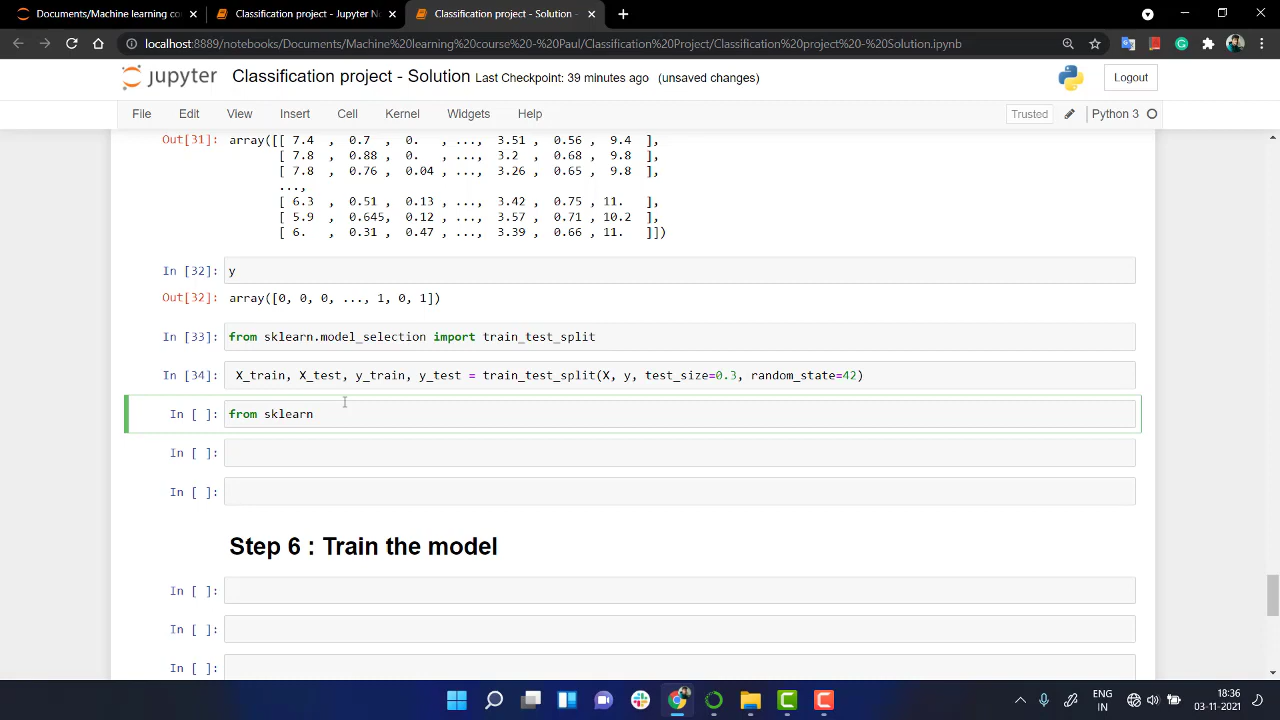 Documents/Machine learning co
Classification project - Jupyter N
Classification project - Solution -
localhost:8889/notebooks/Documents/Machine%20learning%20course%20-%20Paul/Classification%20Project/Classification%20project%20-%20Solution.ipynb
jupyter Classification project - Solution Last Checkpoint: 39 minutes ago (unsaved changes) Logout
File Edit View Insert Cell Kernel Widgets Help Trusted Python 3
Out[31]: array([[ 7.4 , 0.7 , 0. , ..., 3.51 , 0.56 , 9.4 ],
[ 7.8 , 0.88 , 0. , ..., 3.2 , 0.68 , 9.8 ],
[ 7.8 , 0.76 , 0.04 , ..., 3.26 , 0.65 , 9.8 ],
...,
[ 6.3 , 0.51 , 0.13 , ..., 3.42 , 0.75 , 11. ],
[ 5.9 , 0.645, 0.12 , ..., 3.57 , 0.71 , 10.2 ],
[ 6. , 0.31 , 0.47 , ..., 3.39 , 0.66 , 11. ]])
In [32]: y
Out[32]: array([0, 0, 0, ..., 1, 0, 1])
In [33]: from sklearn.model_selection import train_test_split
In [34]: X_train, X_test, y_train, y_test = train_test_split(X, y, test_size=0.3, random_state=42)
In [ ]: from sklearn
In [ ]:
In [ ]:
Step 6 : Train the model
In [ ]:
In [ ]:
In [ ]:
ENG
IN
18:36
03-11-2021